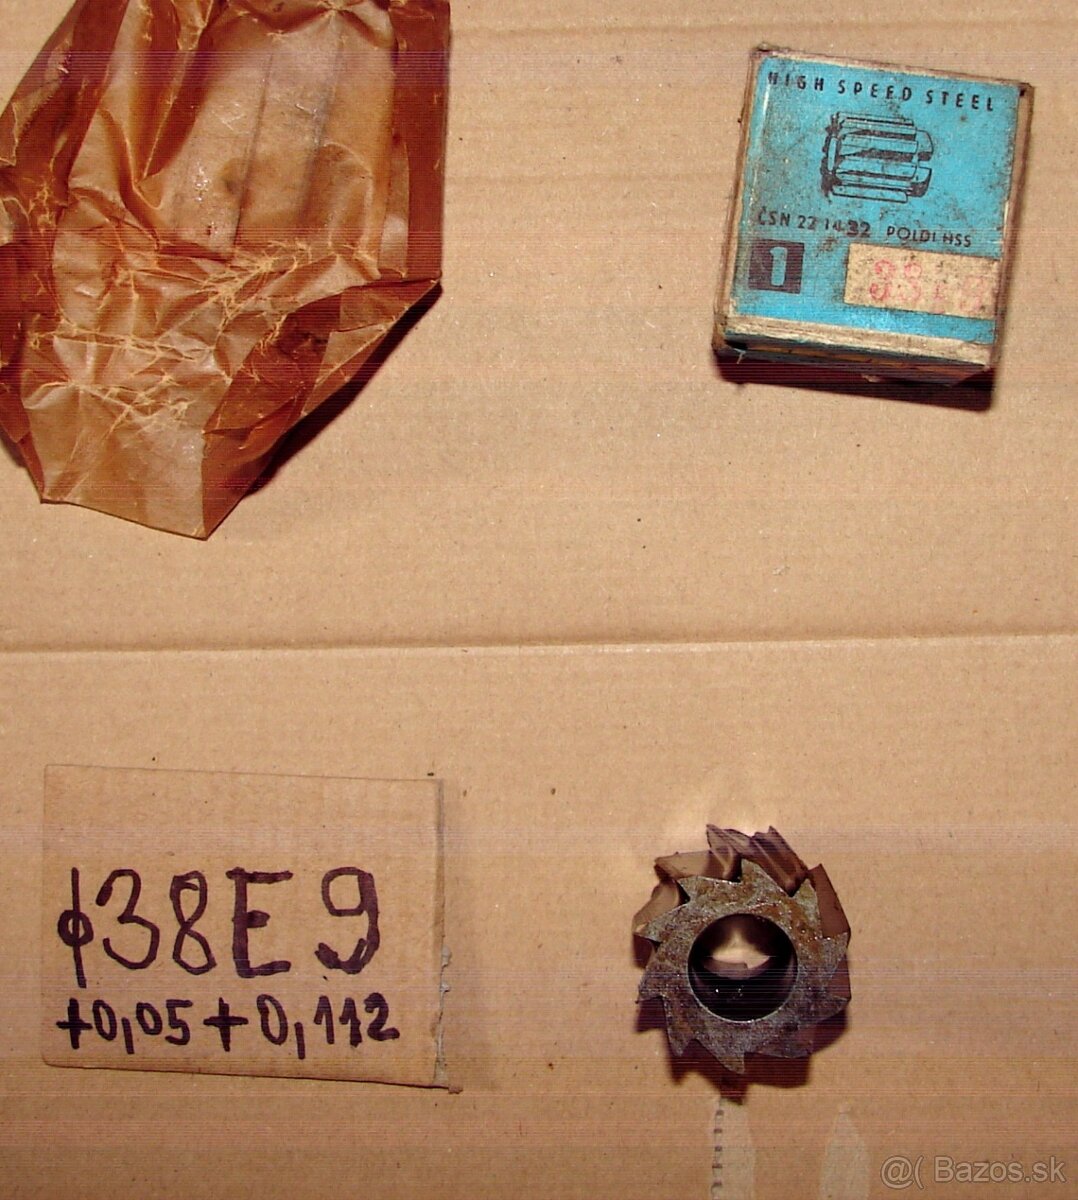 HIGH SPEED STEEL
ČSN 22 1432 POLDI HSS
1
ϕ38E9
+0,05+0,112
@( Bazos.sk